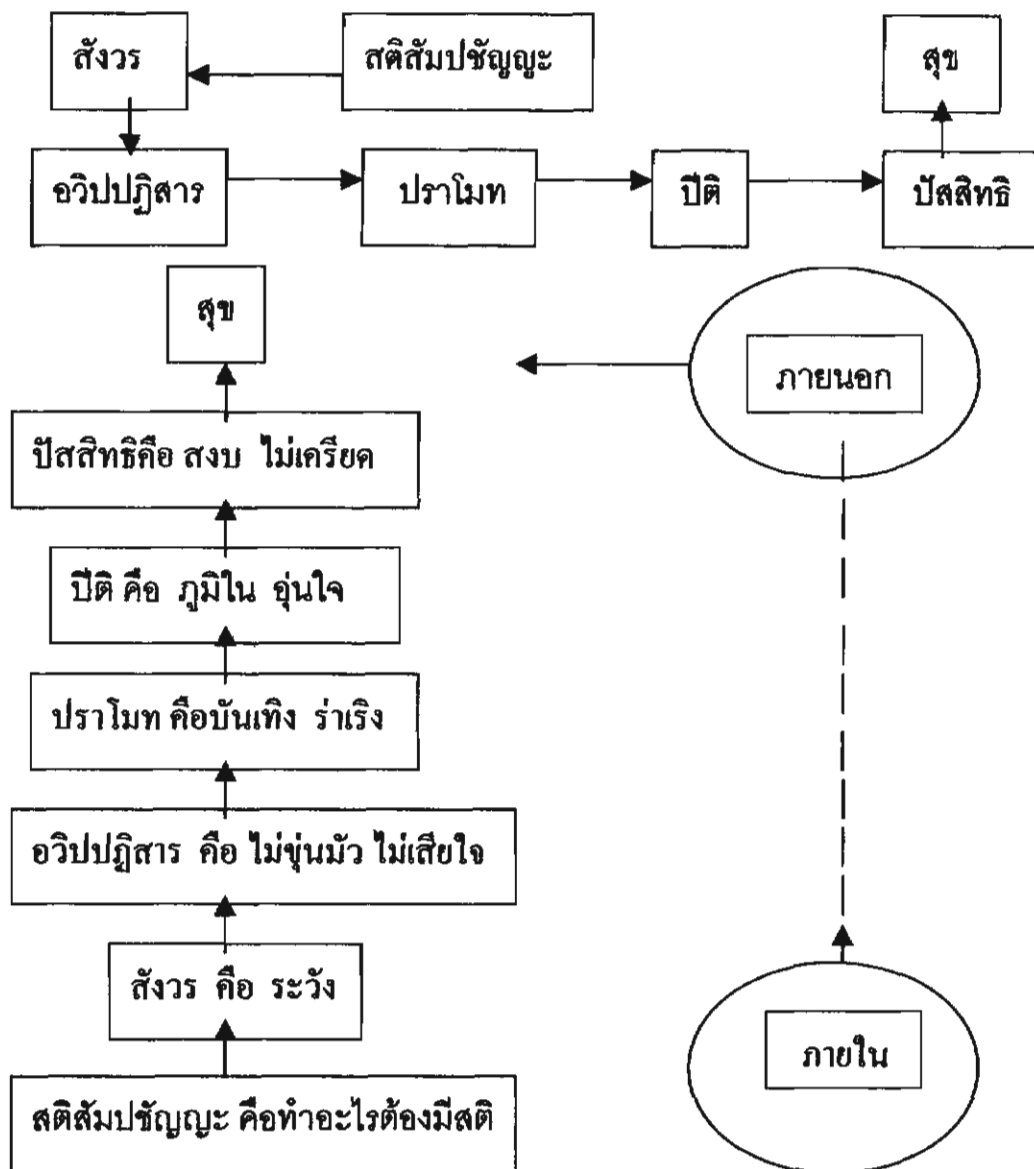 สังวร
สติสัมปชัญญะ
สุข
อวิปปฏิสาร
ปราโมท
ปีติ
ปัสสิทธิ
สุข
ภายนอก
ปัสสิทธิคือ สงบ ไม่เครียด
ปีติ คือ ภูมิใน อุ่นใจ
ปราโมท คือบันเทิง ร่าเริง
อวิปปฏิสาร คือ ไม่ขุ่นมัว ไม่เสียใจ
สังวร คือ ระวัง
ภายใน
สติสัมปชัญญะ คือทำอะไรต้องมีสติ